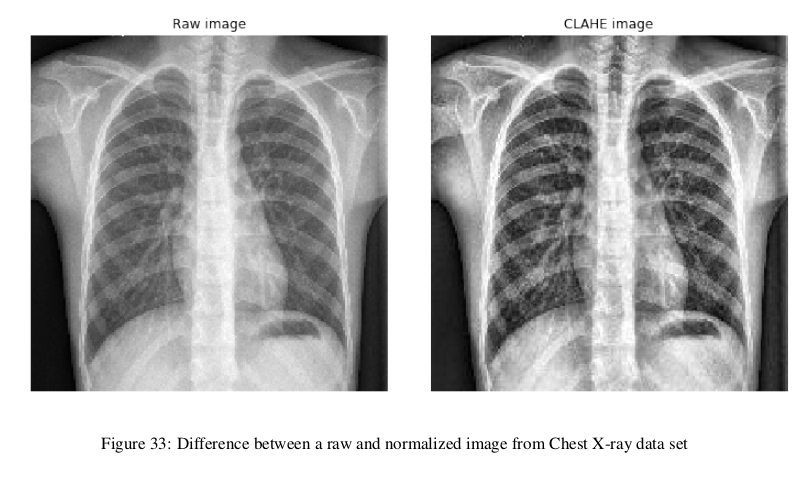 Raw image
CLAHE image
Figure 33: Difference between a raw and normalized image from Chest X-ray data set